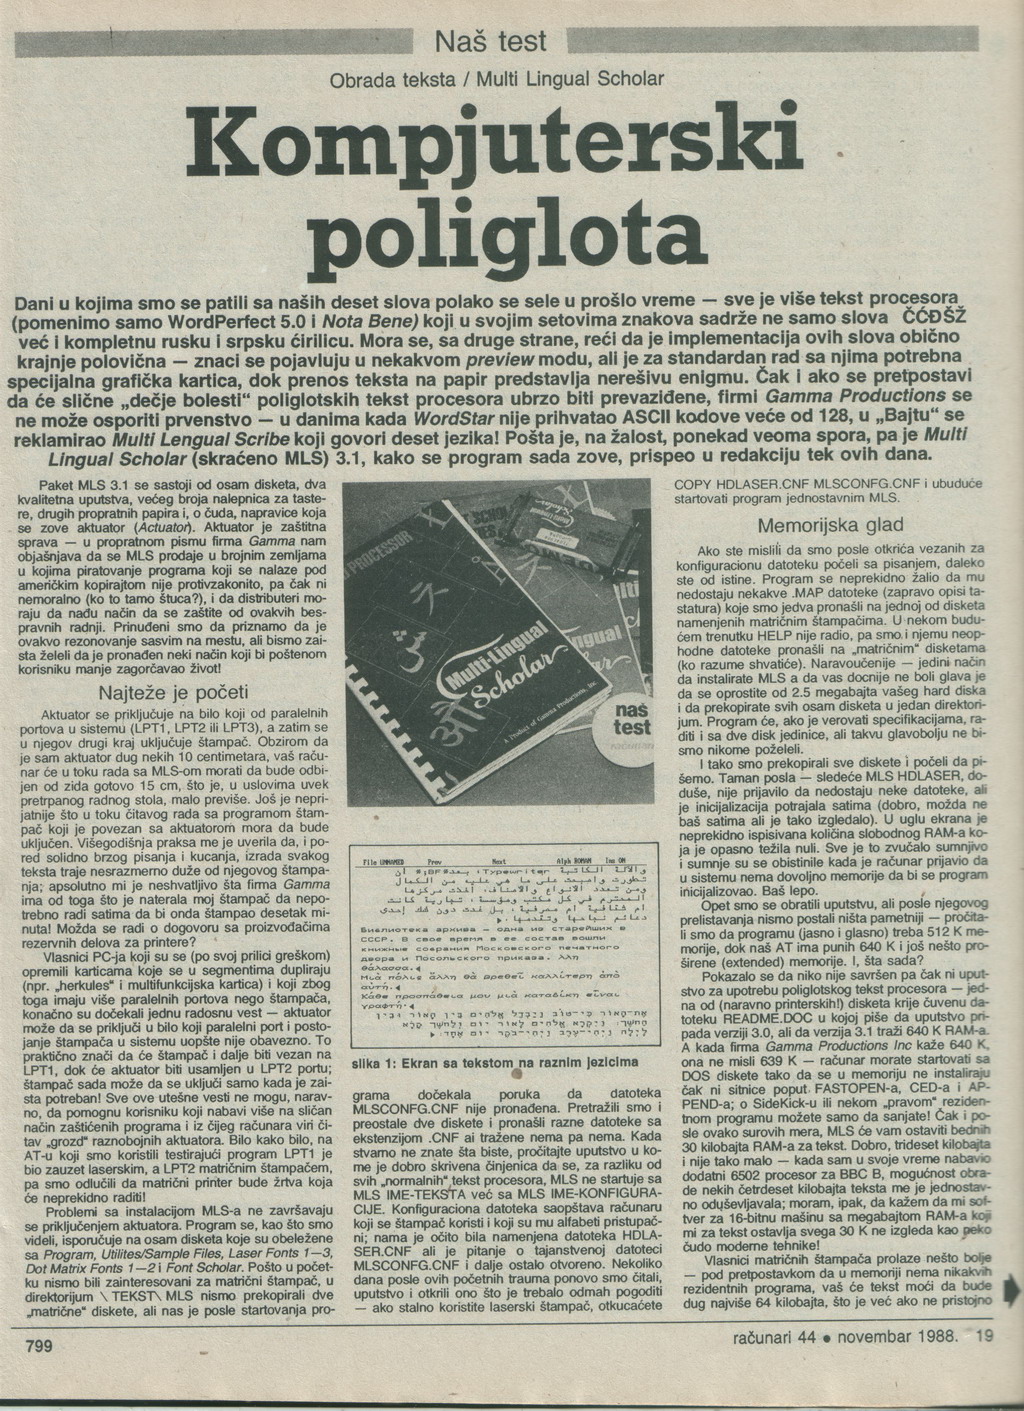 Naš test
Obrada teksta / Multi Lingual Scholar
Kompjuterski
poliglota
Dani u kojima smo se patili sa naših deset slova polako se sele u prošlo vreme — sve je više tekst procesora
(pomenimo samo WordPerfect 5.0 i Nota Bene) koji u svojim setovima znakova sadrže ne samo slova ČĆĐŠŽ
već i kompletnu rusku i srpsku ćirilicu. Mora se, sa druge strane, reći da je implementacija ovih slova obično
krajnje polovična — znaci se pojavljuju u nekakvom preview modu, ali je za standardan rad sa njima potrebna
specijalna grafička kartica, dok prenos teksta na papir predstavlja nerešivu enigmu. Čak i ako se pretpostavi
da će slične „dečje bolesti" poliglotskih tekst procesora ubrzo biti prevaziđene, firmi Gamma Productions se
ne može osporiti prvenstvo — u danima kada WordStar nije prihvatao ASCII kodove veće od 128, u „Bajtu" se
reklamirao Multi Lengual Scribe koji govori deset jezika! Pošta je, na žalost, ponekad veoma spora, pa je Multi
Lingual Scholar (skraćeno MLS) 3.1, kako se program sada zove, prispeo u redakciju tek ovih dana.
Paket MLS 3.1 se sastoji od osam disketa, dva
kvalitetna uputstva, većeg broja nalepnica za tastere,
re, drugih propratnih papira i, o čuda, napravice koja
se zove aktuator (Actuator). Aktuator je zaštitna
sprava — u propratnom pismu firma Gamma nam
objašnjava da se MLS prodaje u brojnim zemljama
u kojima piratovanje programa koji se nalaze pod
američkim kopirajtom nije protivzakonito, pa čak ni
nemoralno (ko to tamo štuca?), i da distributeri mo-
raju da nađu način da se zaštite od ovakvih bes-
pravnih radnji. Prinuđeni smo da priznamo da je
ovakvo rezonovanje sasvim na mestu, ali bismo zai-
sta želeli da je pronađen neki način koji bi poštenom
korisniku manje zagorčavao život!
Najteže je početi
Aktuator se priključuje na bilo koji od paralelnih
portova u sistemu (LPT1, LPT2 ili LPT3), a zatim se
u njegov drugi kraj uključuje štampač. Obzirom da
je sam aktuator dug nekih 10 centimetara, vaš raču-
nar će u toku rada sa MLS-om morati da bude odbi-
jen od zida gotovo 15 cm, što je, u uslovima uvek
pretrpanog radnog stola, malo previše. Još je nepri-
jatnije što u toku čitavog rada sa programom štam-
pač koji je povezan sa aktuatorom mora da bude
uključen. Višegodišnja praksa me je uverila da, i po-
red solidno brzog pisanja i kucanja, izrada svakog
teksta traje nesrazmerno duže od njegovog štampa-
nja; apsolutno mi je neshvatljivo šta firma Gamma
ima od toga što je naterala moj štampač da nepo-
trebno radi satima da bi onda štampao desetak mi-
nuta! Možda se radi o dogovoru sa proizvođačima
rezervnih delova za printere?
Vlasnici PC-ja koji su se (po svoj prilici greškom)
opremili karticama koje se u segmentima dupliraju
(npr. „herkules" i multifunkcijska kartica) i koji zbog
toga imaju više paralelnih portova nego štampača,
konačno su dočekali jednu radosnu vest — aktuator
može da se priključi u bilo koji paralelni port i posto-
janje štampača u sistemu uopšte nije obavezno. To
praktično znači da će štampač i dalje biti vezan na
LPT1, dok će aktuator biti usamljen u LPT2 portu;
štampač sada može da se uključi samo kada je zai-
sta potreban! Sve ove utešne vesti ne mogu, narav-
no, da pomognu korisniku koji nabavi više na sličan
način zaštićenih programa i iz čijeg računara viri či-
tav „grozd" raznobojnih aktuatora. Bilo kako bilo, na
AT-u koji smo koristili testirajući program LPT1 je
bio zauzet laserskim, a LPT2 matričnim štampačem,
pa smo odlučili da matrični printer bude žrtva koja
će neprekidno raditi!
Problemi sa instalacijom MLS-a ne završavaju
se priključenjem aktuatora. Program se, kao što smo
videli, isporučuje na osam disketa koje su obeležene
sa Program, Utilites/Sample Files, Laser Fonts 1—3,
Dot Matrix Fonts 1—2 i Font Scholar. Pošto u počet-
ku nismo bili zainteresovani za matrični štampač, u
direktorijum \ TEKST\ MLS nismo prekopirali dve
„matrične" diskete, ali nas je posle startovanja pro-
PROCESSOR
Multi-Lingual
Scholar
A Product of Gamma Productions, Inc.
naš
test
File UNNAMED Prev Next Alph ROMAN Ins ON
Библиотека архива - одна из старейших в
СССР. В свое время в ее состав вошли
книжные собрания Московского печатного
двора и Посольского приказа.
slika 1: Ekran sa tekstom na raznim jezicima
grama dočekala poruka da datoteka
MLSCONFG.CNF nije pronađena. Pretražili smo i
preostale dve diskete i pronašli razne datoteke sa
ekstenzijom .CNF ai tražene nema pa nema. Kada
stvarno ne znate šta biste, pročitajte uputstvo u ko-
me je dobro skrivena činjenica da se, za razliku od
svih „normalnih" tekst procesora, MLS ne startuje sa
MLS IME-TEKSTA već sa MLS IME-KONFIGURA-
CIJE. Konfiguraciona datoteka saopštava računaru
koji se štampač koristi i koji su mu alfabeti pristupač-
ni; nama je očito bila namenjena datoteka HDLA-
SER.CNF ali je pitanje o tajanstvenoj datoteci
MLSCONFG.CNF i dalje ostalo otvoreno. Nekoliko
dana posle ovih početnih trauma ponovo smo čitali,
uputstvo i otkrili ono što je trebalo odmah pogoditi
— ako stalno koristite laserski štampač, otkucaćete
COPY HDLASER.CNF MLSCONFG.CNF i ubuduće
startovati program jednostavnim MLS.
Memorijska glad
Ako ste mislili da smo posle otkrića vezanih za
konfiguracionu datoteku počeli sa pisanjem, daleko
ste od istine. Program se neprekidno žalio da mu
nedostaju nekakve .MAP datoteke (zapravo opisi ta-
statura) koje smo jedva pronašli na jednoj od disketa
namenjenih matričnim štampačima. U nekom budu-
ćem trenutku HELP nije radio, pa smo i njemu neop-
hodne datoteke pronašli na „matričnim" disketama
(ko razume shvatiće). Naravoučenije — jedini način
da instalirate MLS a da vas docnije ne boli glava je
da se oprostite od 2.5 megabajta vašeg hard diska
i da prekopirate svih osam disketa u jedan direktori-
jum. Program će, ako je verovati specifikacijama, ra-
diti i sa dve disk jedinice, ali takvu glavobolju ne bi-
smo nikome poželeli.
I tako smo prekopirali sve diskete i počeli da pi-
šemo. Taman posla — sledeće MLS HDLASER, do-
duše, nije prijavilo da nedostaju neke datoteke, ali
je inicijalizacija potrajala satima (dobro, možda ne
baš satima ali je tako izgledalo). U uglu ekrana je
neprekidno ispisivana količina slobodnog RAM-a ko-
ja je opasno težila nuli. Sve je to zvučalo sumnjivo
i sumnje su se obistinile kada je računar prijavio da
u sistemu nema dovoljno memorije da bi se program
inicijalizovao. Baš lepo.
Opet smo se obratili uputstvu, ali posle njegovog
prelistavanja nismo postali ništa pametniji — pročita-
li smo da programu (jasno i glasno) treba 512 K me-
morije, dok naš AT ima punih 640 K i još nešto pro-
širene (extended) memorije. I, šta sada?
Pokazalo se da niko nije savršen pa čak ni uput-
stvo za upotrebu poliglotskog tekst procesora — jed-
na od (naravno printerskih!) disketa krije čuvenu da-
toteku README.DOC u kojoj piše da uputstvo pri-
pada verziji 3.0, ali da verzija 3.1 traži 640 K RAM-a.
A kada firma Gamma Productions Inc kaže 640 K,
ona ne misli 639 K — računar morate startovati sa
DOS diskete tako da se u memoriju ne instaliraju
čak ni sitnice poput FASTOPEN-a, CED-a i AP-
PEND-a; o SideKick-u ili nekom „pravom" reziden-
tnom programu možete samo da sanjate! Čak i po-
sle ovako surovih mera, MLS će vam ostaviti bednih
30 kilobajta RAM-a za tekst. Dobro, trideset kilobajta
i nije tako malo — kada sam u svoje vreme nabavio
dodatni 6502 procesor za BBC B, mogućnost obra-
de nekih četrdeset kilobajta teksta me je jednostav-
no oduševljavala; moram, ipak, da kažem da mi sof-
tver za 16-bitnu mašinu sa megabajtom RAM-a koji
mi za tekst ostavlja svega 30 K ne izgleda kao neko
čudo moderne tehnike!
Vlasnici matričnih štampača prolaze nešto bolje
— pod pretpostavkom da u memoriji nema nikakvih
rezidentnih programa, vaš će tekst moći da bude
dug najviše 64 kilobajta, što je već ako ne pristojno
799
računari 44 • novembar 1988. 19